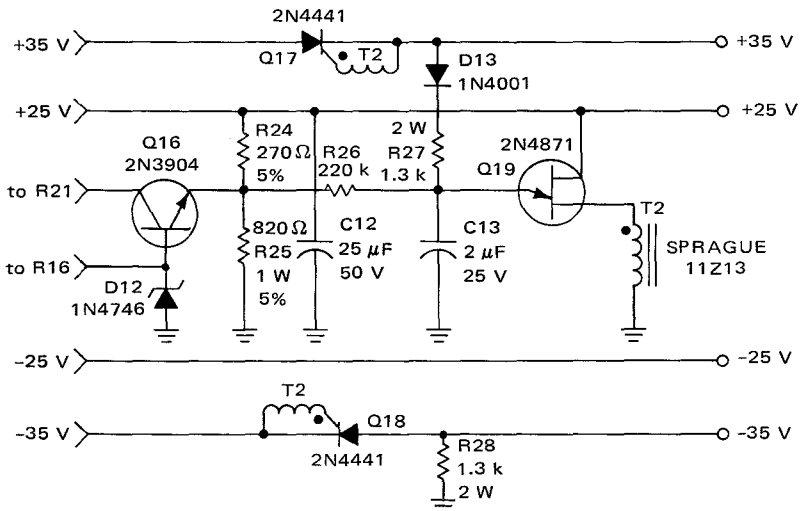 2N4441
+35 V
Q17
T2
+35 V
D13
1N4001
+25 V
+25 V
Q16
2N3904
R24
270 Ω
5%
R26
220 k
2 W
R27
1.3 k
2N4871
Q19
to R21
T2
820 Ω
R25
1 W
5%
C12
25 µF
50 V
C13
2 µF
25 V
SPRAGUE
11Z13
to R16
D12
1N4746
-25 V
-25 V
T2
Q18
-35 V
-35 V
2N4441
R28
1.3 k
2 W